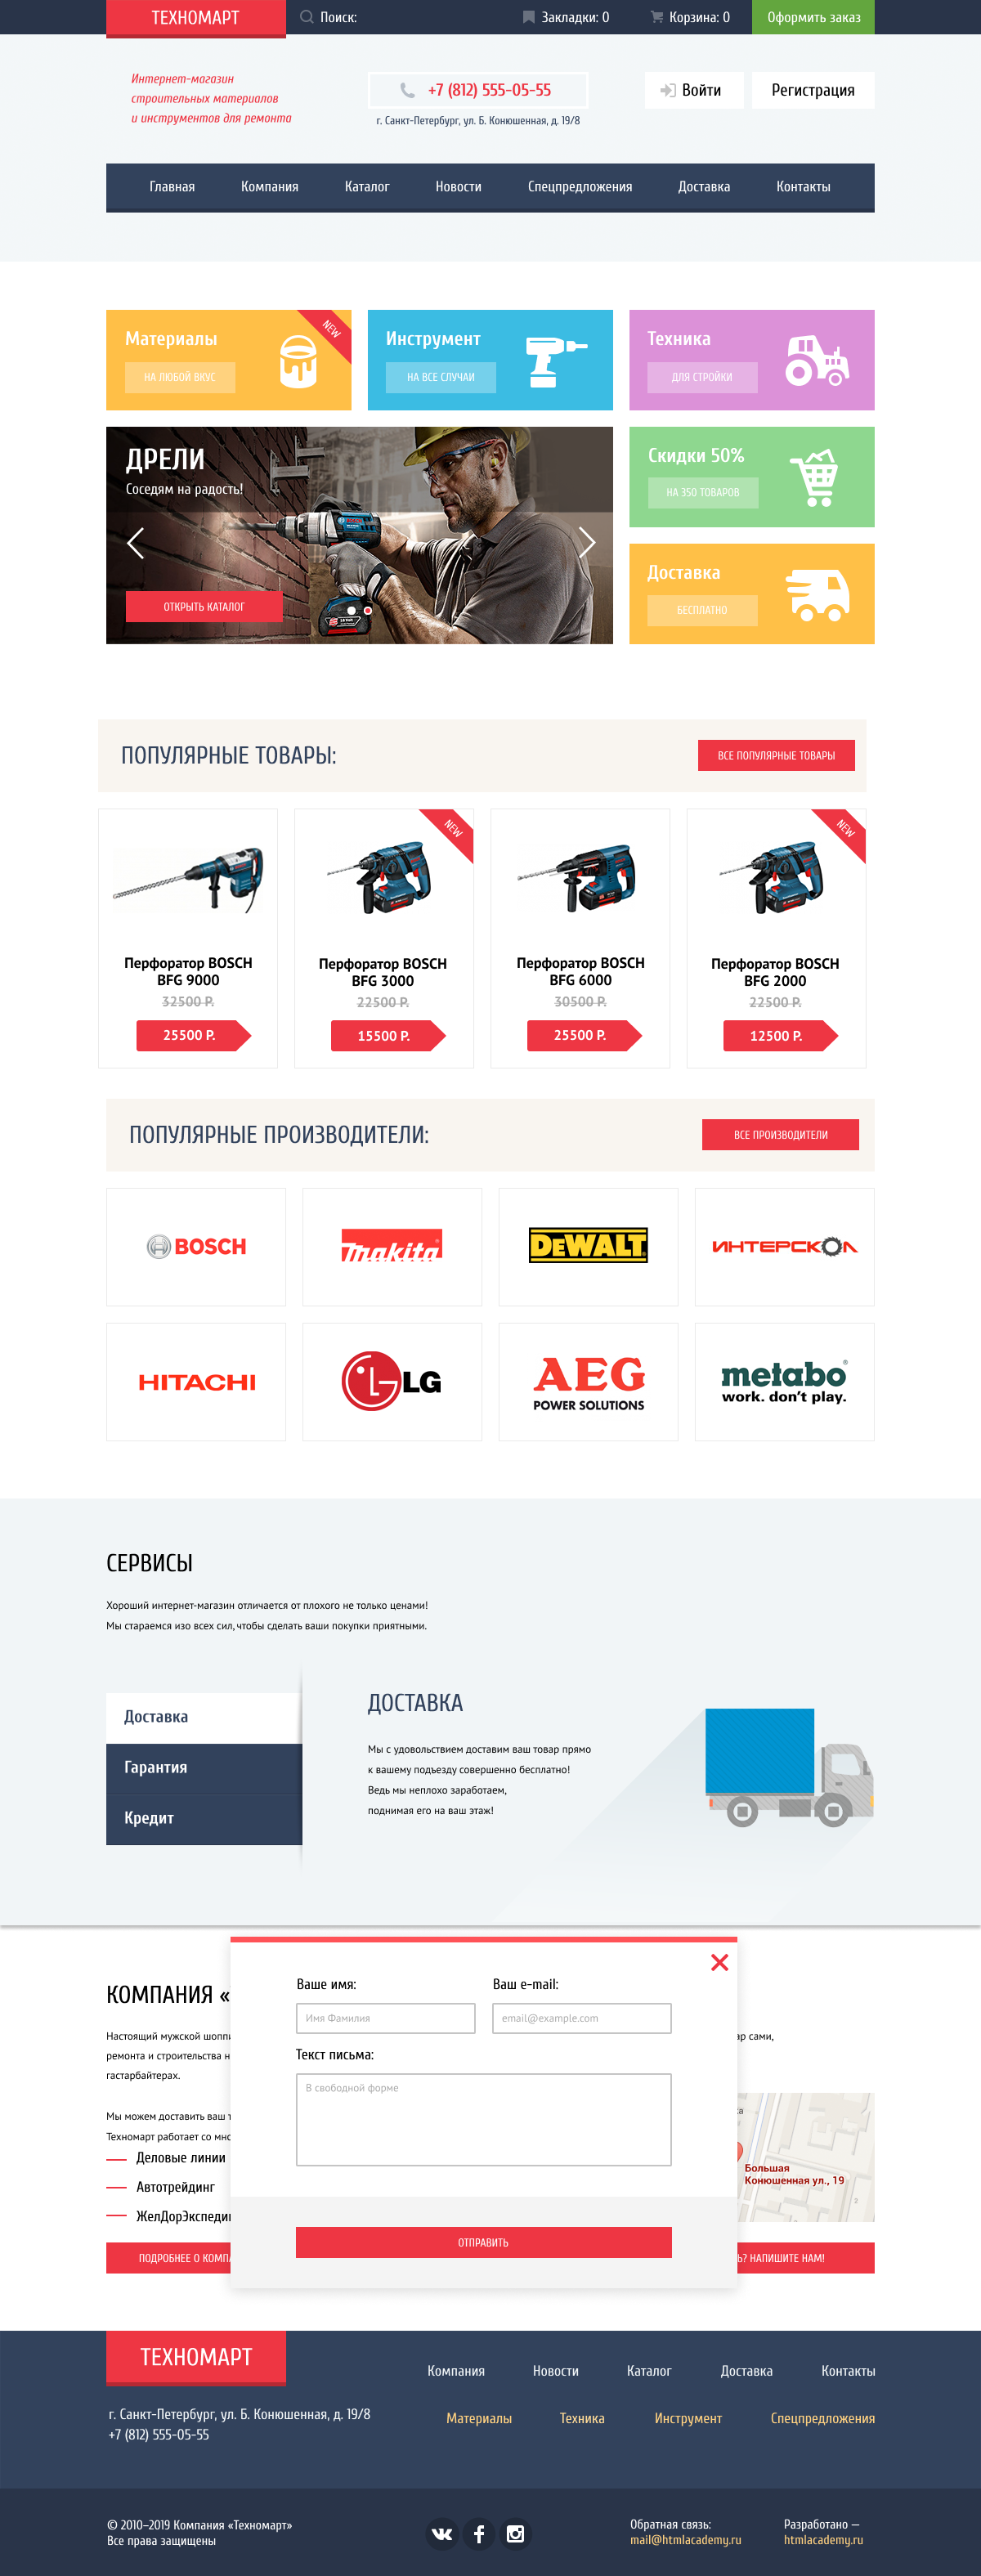 ТЕХНОМАРТ
Поиск:
Закладки: 0
Корзина: 0
Оформить заказ
Интернет-магазин
строительных материалов
и инструментов для ремонта
+7 (812) 555-05-55
г. Санкт-Петербург, ул. Б. Конюшенная, д. 19/8
Войти
Регистрация
Главная
Компания
Каталог
Новости
Спецпредложения
Доставка
Контакты
Материалы
НА ЛЮБОЙ ВКУС
NEW
Инструмент
НА ВСЕ СЛУЧАИ
Техника
ДЛЯ СТРОЙКИ
ДРЕЛИ
Соседям на радость!
ОТКРЫТЬ КАТАЛОГ
Скидки 50%
НА 350 ТОВАРОВ
Доставка
БЕСПЛАТНО
ПОПУЛЯРНЫЕ ТОВАРЫ:
ВСЕ ПОПУЛЯРНЫЕ ТОВАРЫ
Перфоратор BOSCH
BFG 9000
32500 Р.
25500 Р.
NEW
Перфоратор BOSCH
BFG 3000
22500 Р.
15500 Р.
Перфоратор BOSCH
BFG 6000
30500 Р.
25500 Р.
NEW
Перфоратор BOSCH
BFG 2000
22500 Р.
12500 Р.
ПОПУЛЯРНЫЕ ПРОИЗВОДИТЕЛИ:
ВСЕ ПРОИЗВОДИТЕЛИ
BOSCH
makita
DEWALT
ИНТЕРСКОЛ
HITACHI
LG
AEG
POWER SOLUTIONS
metabo®
work. don't play.
СЕРВИСЫ
Хороший интернет-магазин отличается от плохого не только ценами!
Мы стараемся изо всех сил, чтобы сделать ваши покупки приятными.
Доставка
Гарантия
Кредит
ДОСТАВКА
Мы с удовольствием доставим ваш товар прямо
к вашему подъезду совершенно бесплатно!
Ведь мы неплохо заработаем,
поднимая его на ваш этаж!
КОМПАНИЯ «
Настоящий мужской шоппи
ар сами,
ремонта и строительства н
гастарбайтерах.
Мы можем доставить ваш т
Техномарт работает со мно
Деловые линии
Автотрейдинг
ЖелДорЭкспеди
ПОДРОБНЕЕ О КОМПА
Ваше имя:
Имя Фамилия
Ваш e-mail:
email@example.com
Текст письма:
В свободной форме
ОТПРАВИТЬ
Большая
Конюшенная ул., 19
Ь? НАПИШИТЕ НАМ!
ТЕХНОМАРТ
г. Санкт-Петербург, ул. Б. Конюшенная, д. 19/8
+7 (812) 555-05-55
Компания
Новости
Каталог
Доставка
Контакты
Материалы
Техника
Инструмент
Спецпредложения
© 2010–2019 Компания «Техномарт»
Все права защищены
Обратная связь:
mail@htmlacademy.ru
Разработано —
htmlacademy.ru